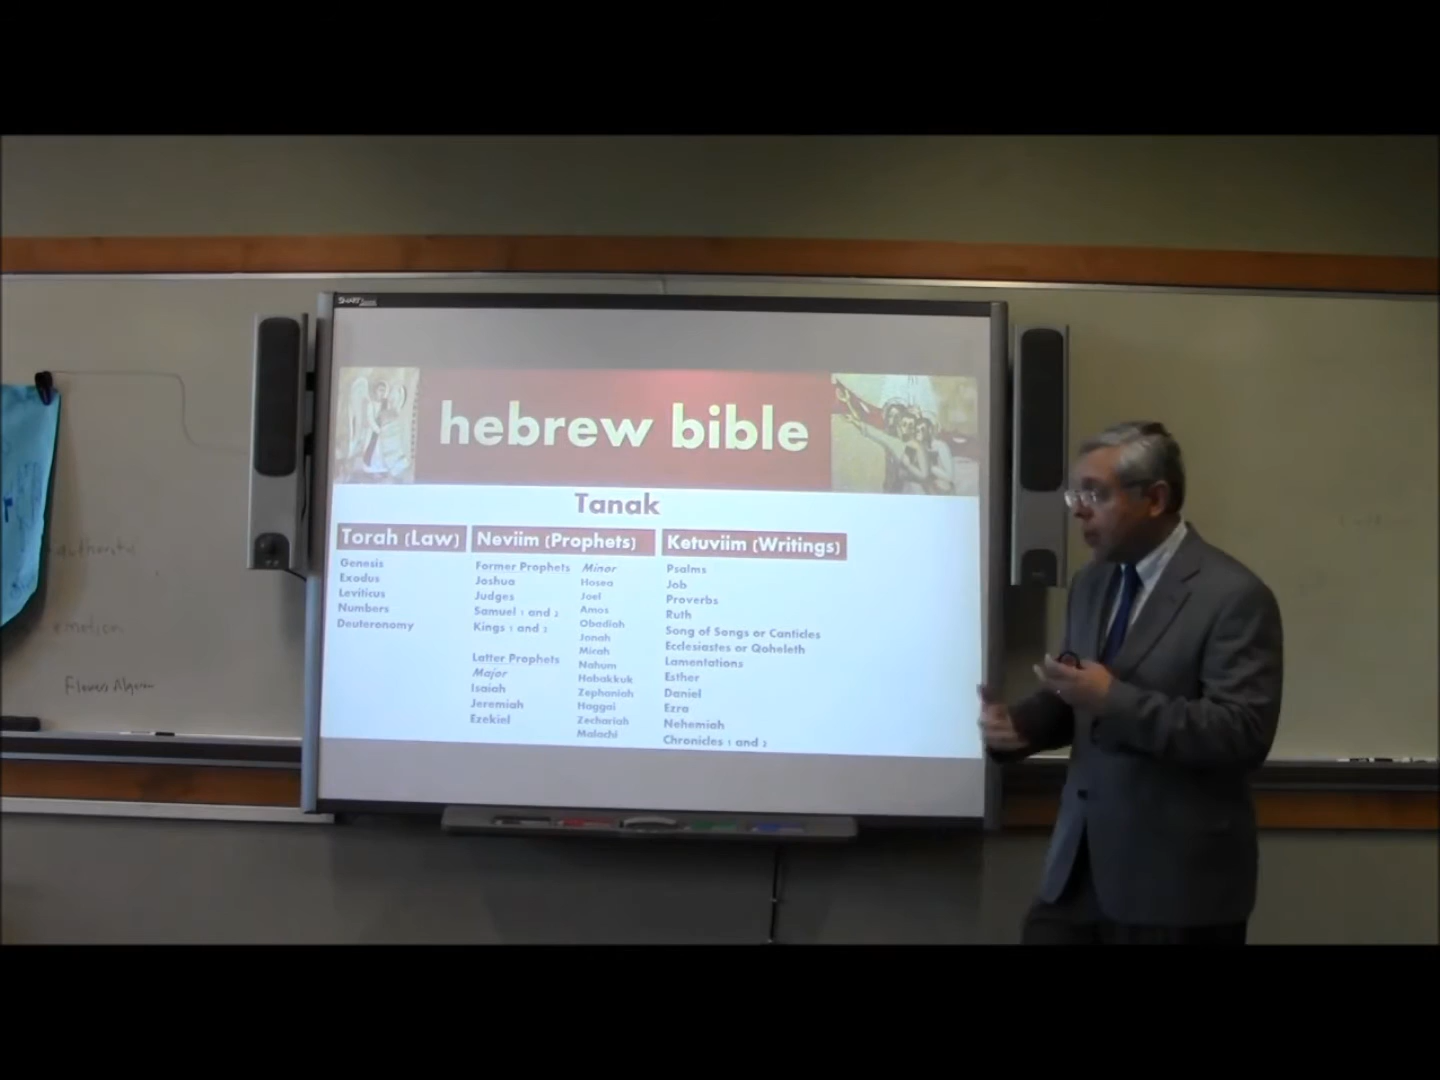 SMART
hebrew bible
Tanak
Torah (Law)
Genesis
Exodus
Leviticus
Numbers
Deuteronomy
Neviim (Prophets)
Former Prophets
Joshua
Judges
Samuel 1 and 2
Kings 1 and 2
Latter Prophets
Major
Isaiah
Jeremiah
Ezekiel
Minor
Hosea
Joel
Amos
Obadiah
Jonah
Micah
Nahum
Habakkuk
Zephaniah
Haggai
Zechariah
Malachi
Ketuviim (Writings)
Psalms
Job
Proverbs
Ruth
Song of Songs or Canticles
Ecclesiastes or Qoheleth
Lamentations
Esther
Daniel
Ezra
Nehemiah
Chronicles 1 and 2
emotion